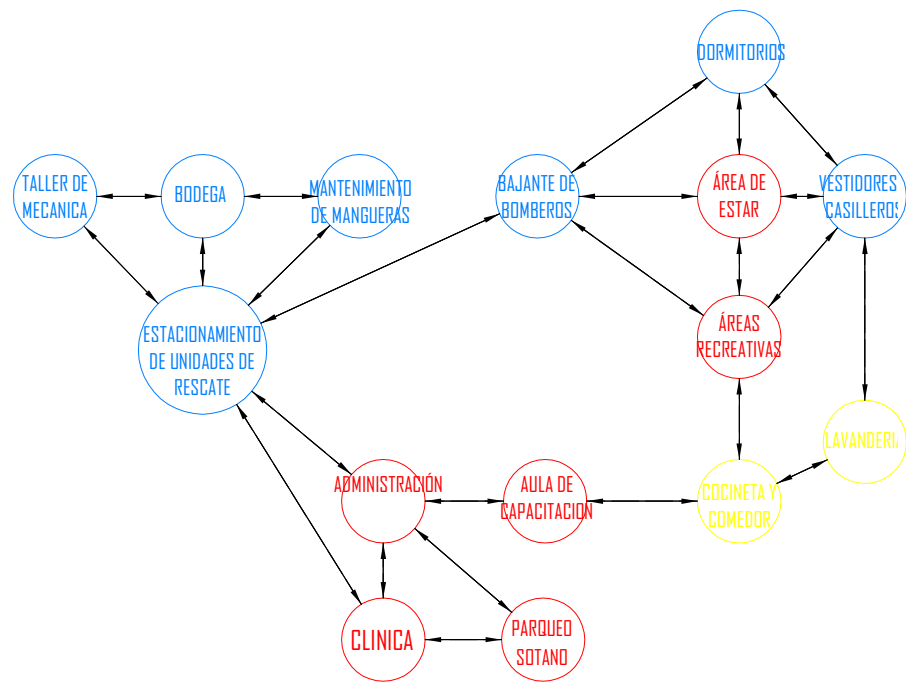 DORMITORIOS
TALLER DE
MECANICA
BODEGA
MANTENIMIENTO
DE MANGUERAS
BAJANTE DE
BOMBEROS
ÁREA DE
ESTAR
VESTIDORES
CASILLEROS
ESTACIONAMIENTO
DE UNIDADES DE
RESCATE
ÁREAS
RECREATIVAS
LAVANDERI
ADMINISTRACIÓN
AULA DE
CAPACITACION
COCINETA Y
COMEDOR
CLINICA
PARQUEO
SOTANO